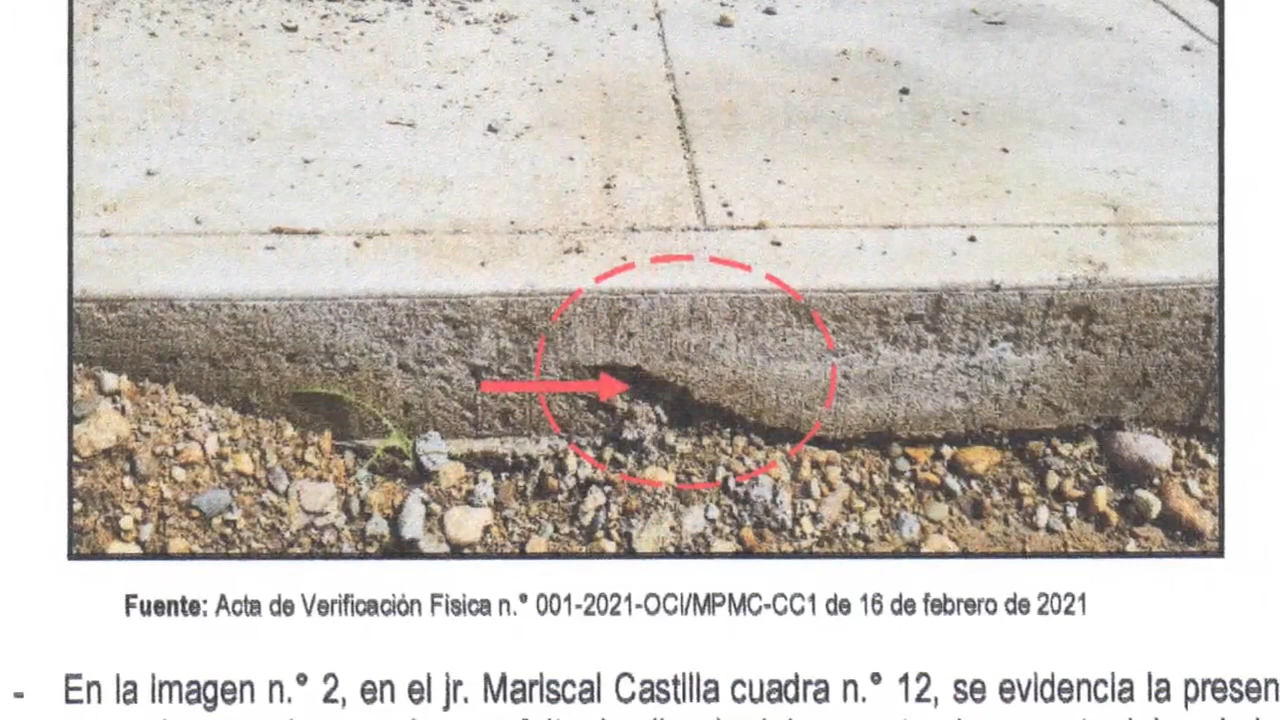 Fuente: Acta de Verificación Física n.° 001-2021-OCI/MPMC-CC1 de 16 de febrero de 2021
- En la imagen n.° 2, en el jr. Mariscal Castilla cuadra n.° 12, se evidencia la presen